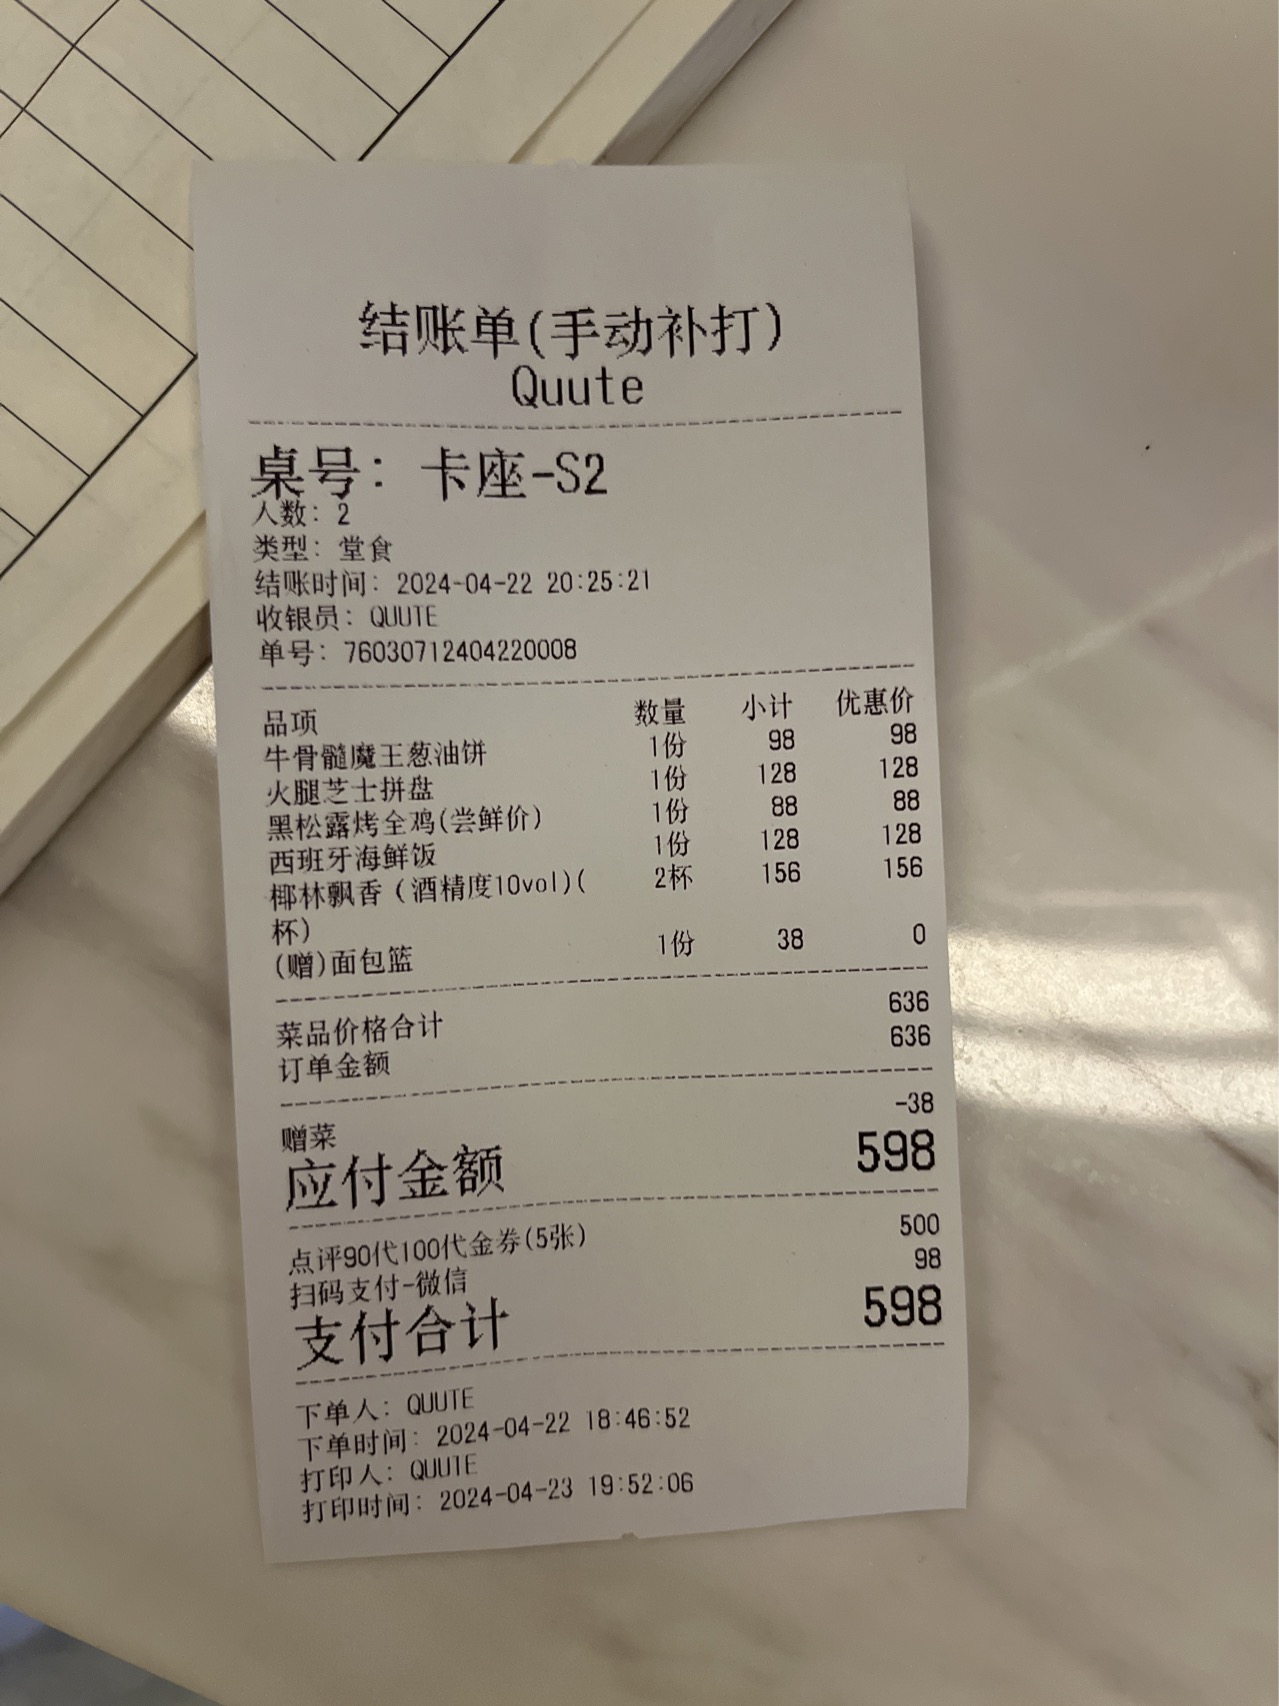 结账单(手动补打)
Quute
桌号: 卡座-S2
人数: 2
类型: 堂食
结账时间: 2024-04-22 20:25:21
收银员: QUUTE
单号: 76030712404220008
品项 数量 小计 优惠价
牛骨髓魔王葱油饼 1份 98 98
火腿芝士拼盘 1份 128 128
黑松露烤全鸡(尝鲜价) 1份 88 88
西班牙海鲜饭 1份 128 128
椰林飘香(酒精度10vol)( 2杯 156 156
杯)
(赠)面包篮 1份 38 0
菜品价格合计 636
订单金额 636
赠菜 -38
应付金额 598
点评90代100代金券(5张) 500
扫码支付-微信 98
支付合计 598
下单人: QUUTE
下单时间: 2024-04-22 18:46:52
打印人: QUUTE
打印时间: 2024-04-23 19:52:06